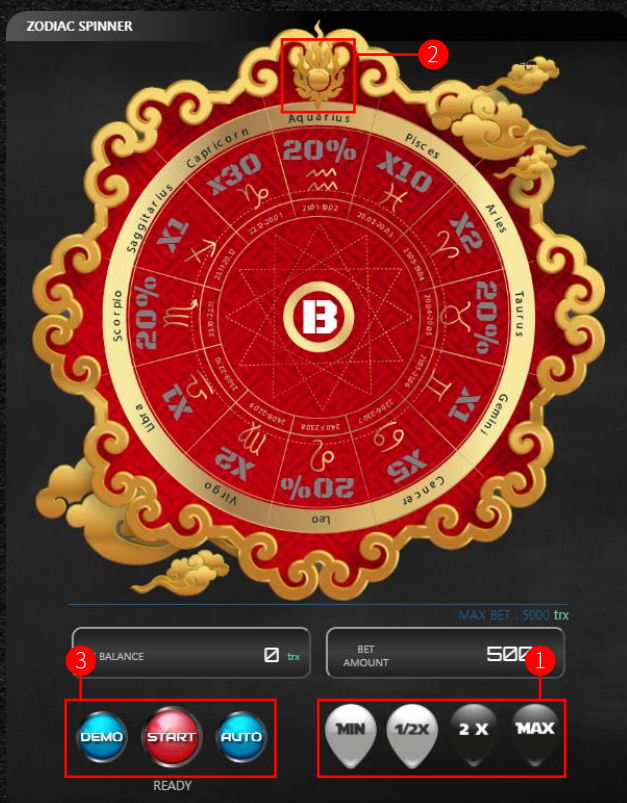 ZODIAC SPINNER
2
Aquarius
Pisces
Aries
Taurus
Gemini
Cancer
Leo
Virgo
Libra
Scorpio
Saggitarius
Capricorn
20%
X10
X2
20%
X1
X5
20%
X2
X1
20%
X1
X30
B
MAX BET : 5000 trx
3
BALANCE
0 trx
BET
AMOUNT
500
1
DEMO
START
AUTO
MIN
1/2X
2 X
MAX
READY